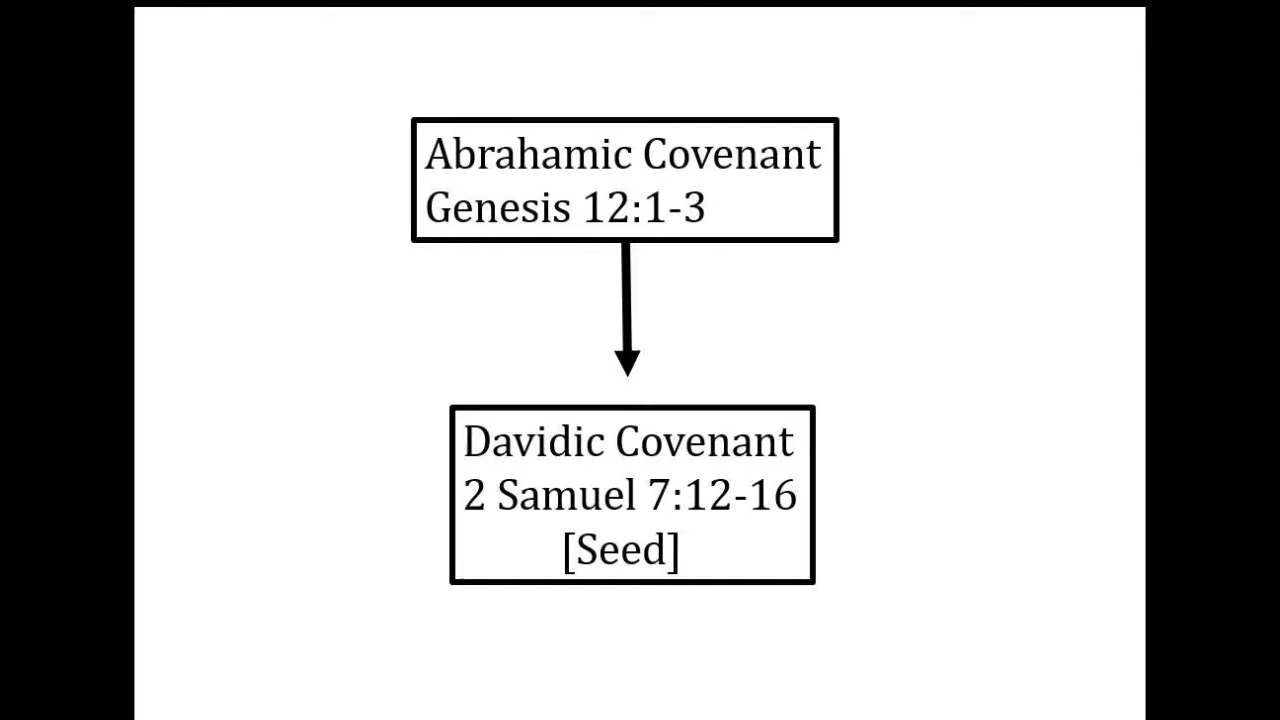 Abrahamic Covenant
Genesis 12:1-3
Davidic Covenant
2 Samuel 7:12-16
[Seed]